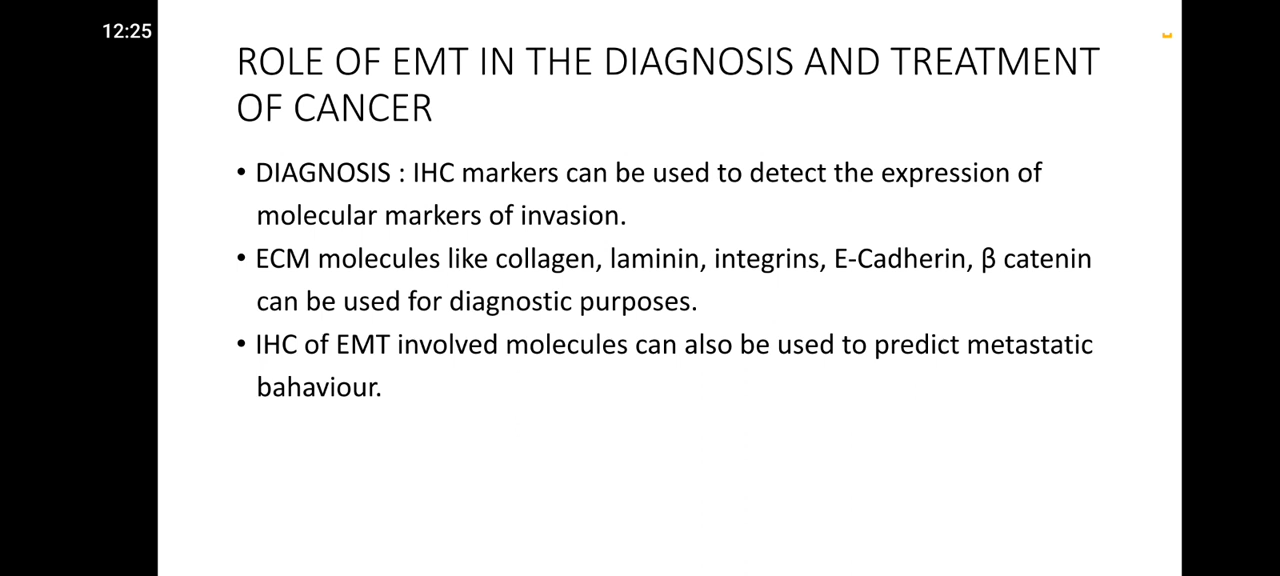 12:25
ROLE OF EMT IN THE DIAGNOSIS AND TREATMENT
OF CANCER
• DIAGNOSIS : IHC markers can be used to detect the expression of
molecular markers of invasion.
• ECM molecules like collagen, laminin, integrins, E-Cadherin, β catenin
can be used for diagnostic purposes.
• IHC of EMT involved molecules can also be used to predict metastatic
bahaviour.